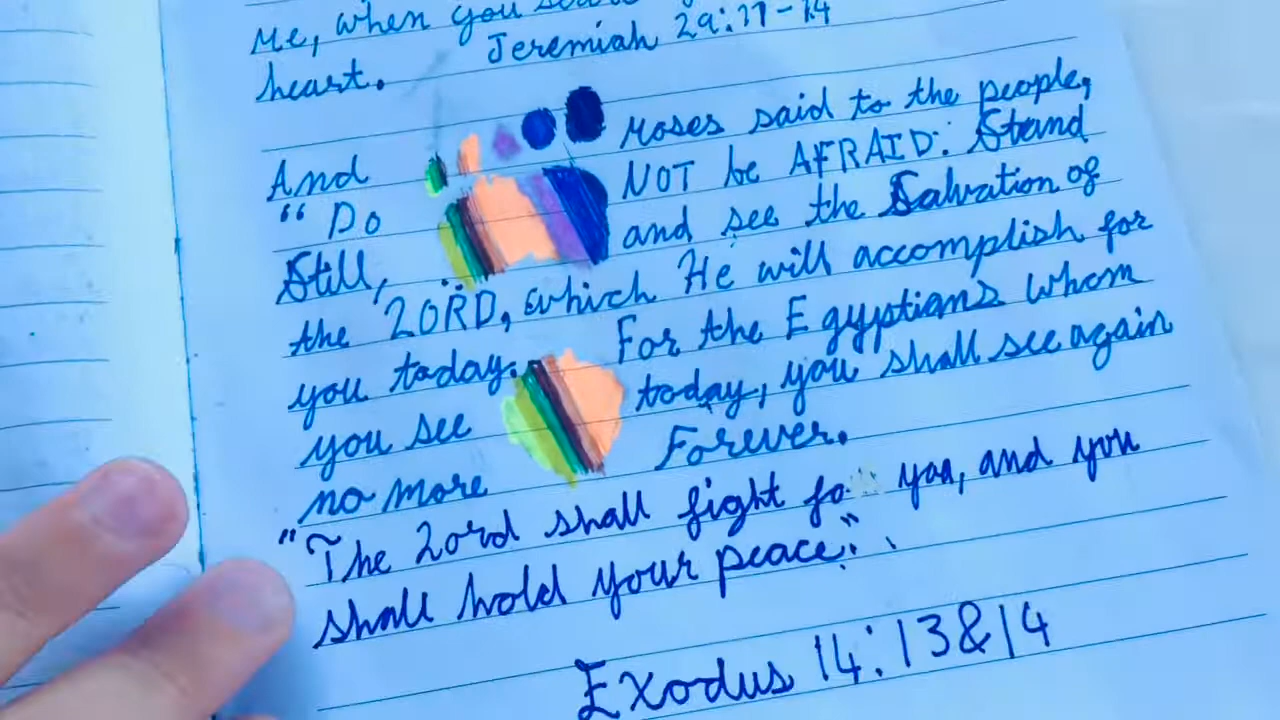 me, when you
heart. Jeremiah 29:11-14
And Moses said to the people,
“ Do NOT be AFRAID: Stand
Still, and see the Salvation of
the LORD, which He will accomplish for
you today. For the Egyptians whom
you see today, you shall see again
no more Forever.
"The Lord shall fight fo you, and you
shall hold your peace."
Exodus 14:13&14